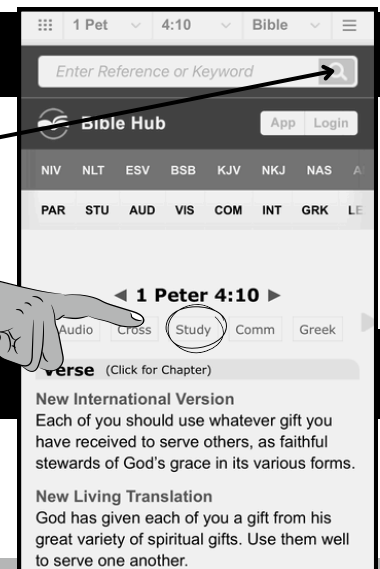 1 Pet 4:10 Bible
Enter Reference or Keyword
Bible Hub App Login
NIV NLT ESV BSB KJV NKJ NAS
PAR STU AUD VIS COM INT GRK LE
1 Peter 4:10
Audio Cross Study Comm Greek
Verse (Click for Chapter)
New International Version
Each of you should use whatever gift you
have received to serve others, as faithful
stewards of God's grace in its various forms.
New Living Translation
God has given each of you a gift from his
great variety of spiritual gifts. Use them well
to serve one another.